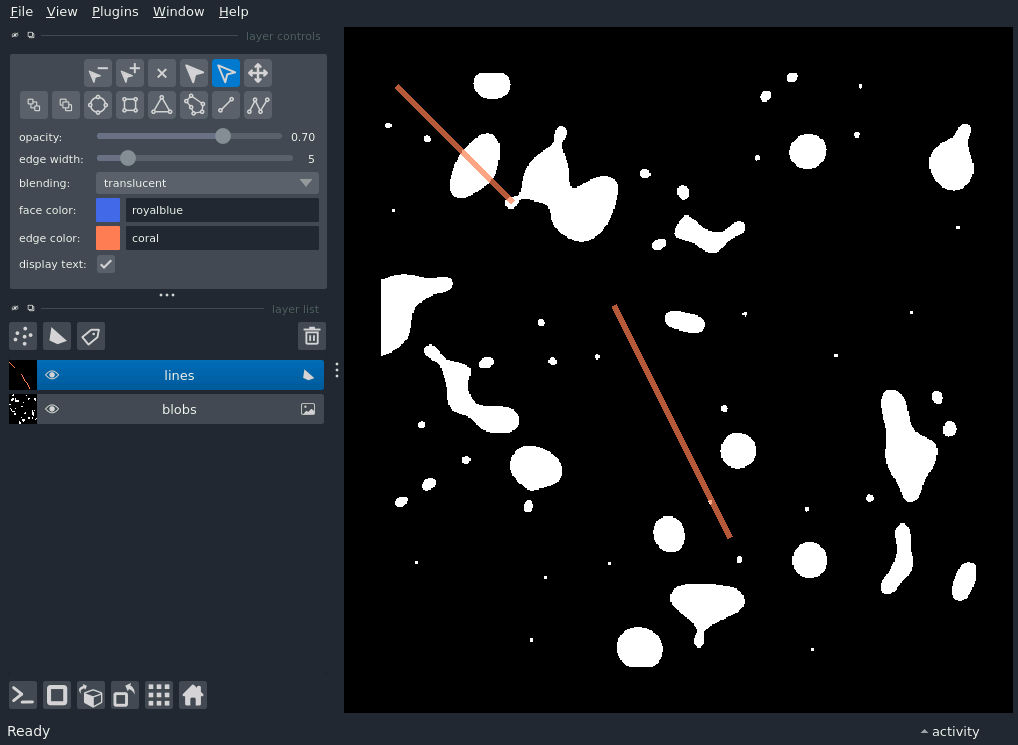 File View Plugins Window Help
layer controls
opacity: 0.70
edge width: 5
blending: translucent
face color: royalblue
edge color: coral
display text:
layer list
lines
blobs
Ready
activity